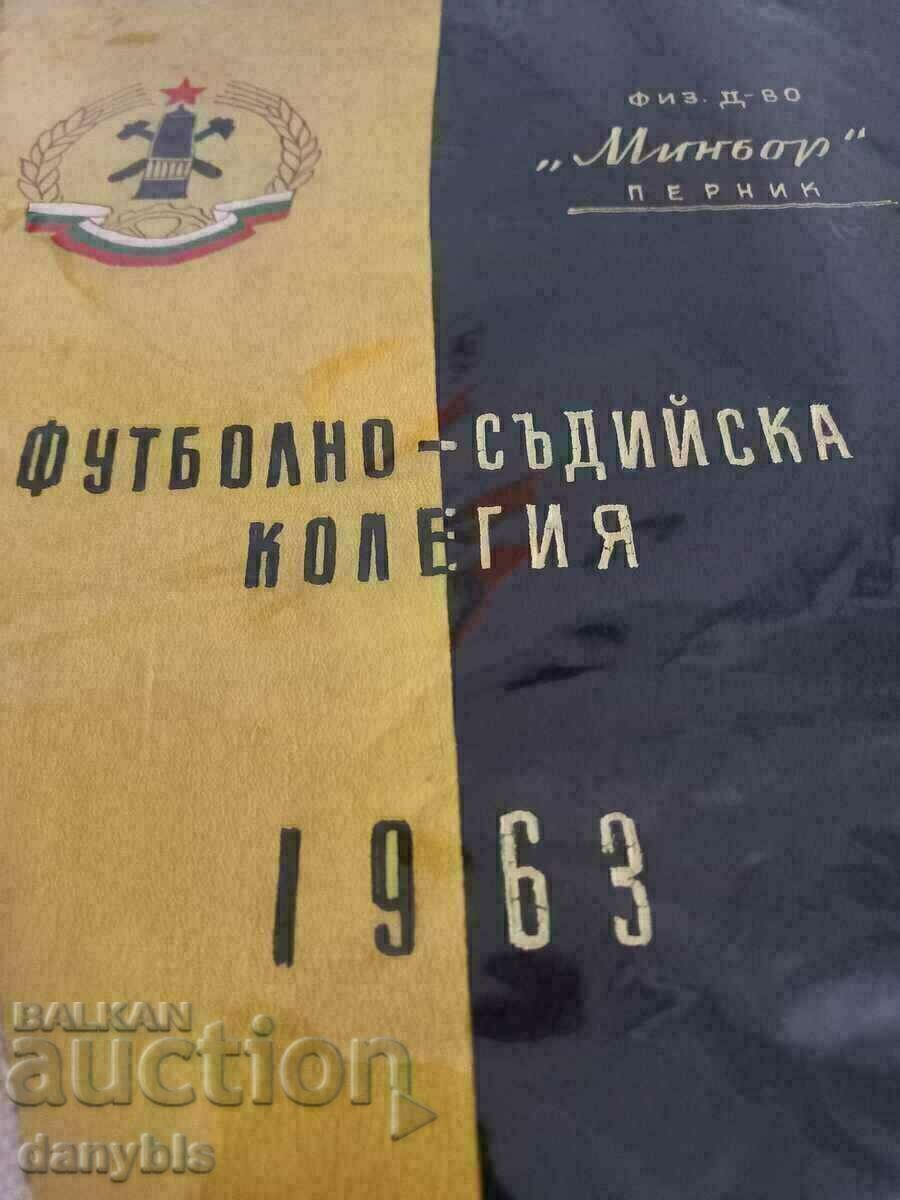 ФИЗ. Д-ВО
„Миньор“
ПЕРНИК
ФУТБОЛНО-СЪДИЙСКА
КОЛЕГИЯ
1963
BALKAN
auction
danybls